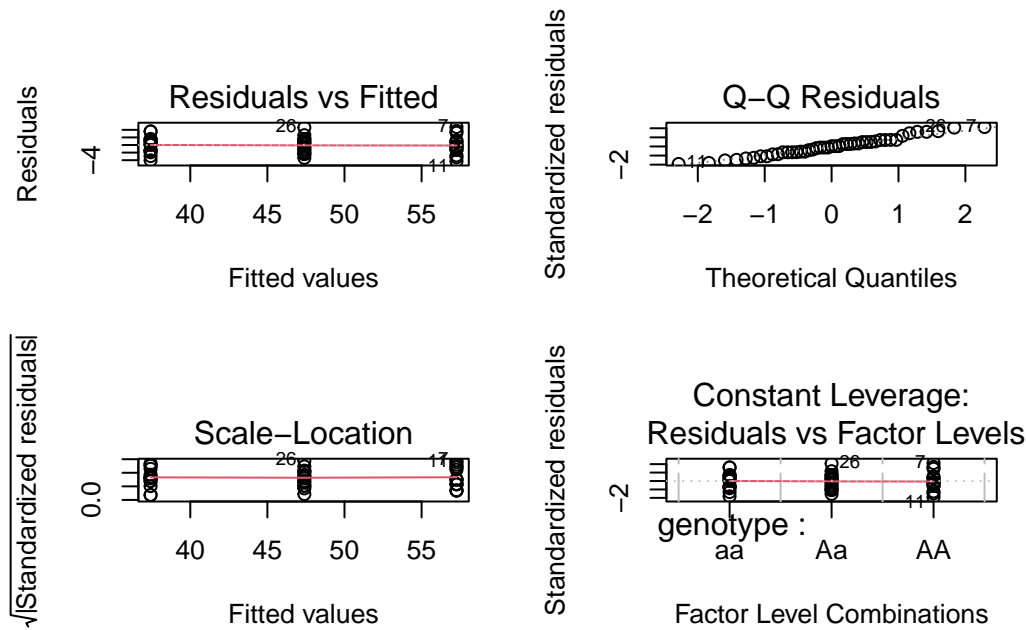 Residuals vs Fitted
Residuals
−4
26
7
11
40 45 50 55
Fitted values
Q−Q Residuals
Standardized residuals
−2
11
26
7
−2 −1 0 1 2
Theoretical Quantiles
Scale−Location
√|Standardized residuals|
0.0
26
40 45 50 55
Fitted values
Constant Leverage:
Residuals vs Factor Levels
Standardized residuals
−2
26
7
11
genotype :
aa Aa AA
Factor Level Combinations